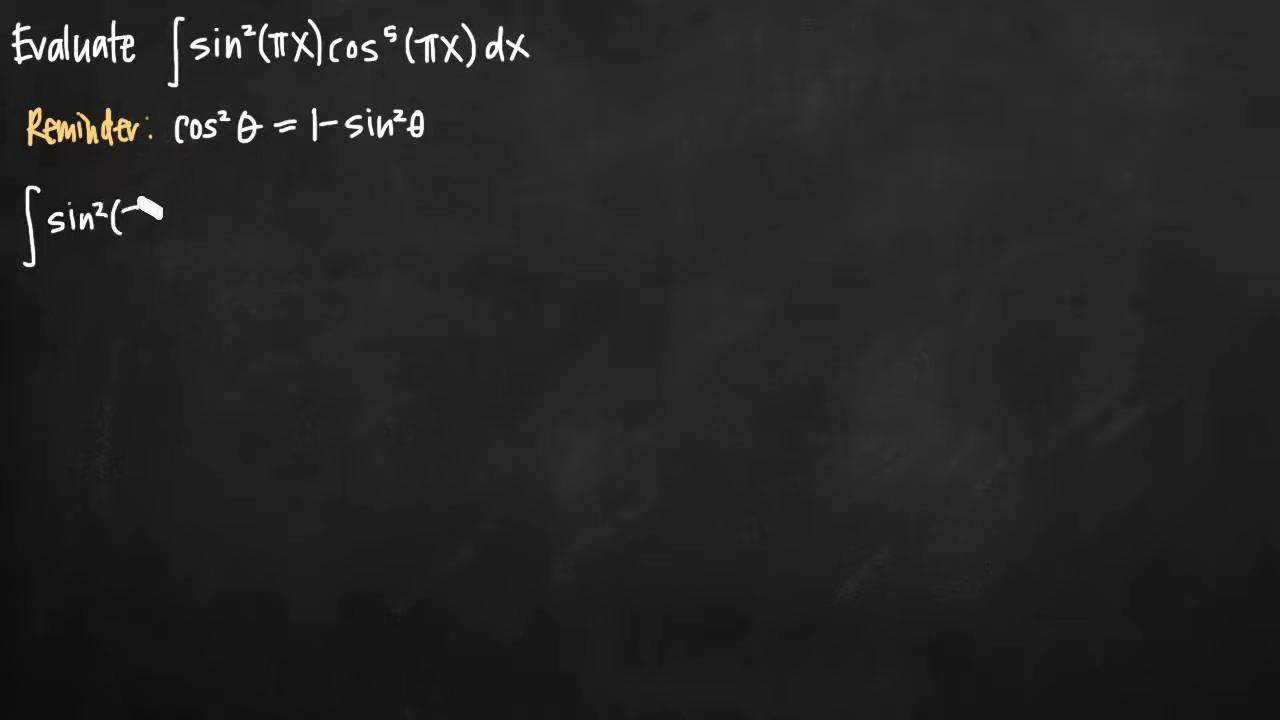 Evaluate ∫ sin²(πx) cos⁵(πx) dx
Reminder: cos²θ = 1 - sin²θ
∫ sin²(